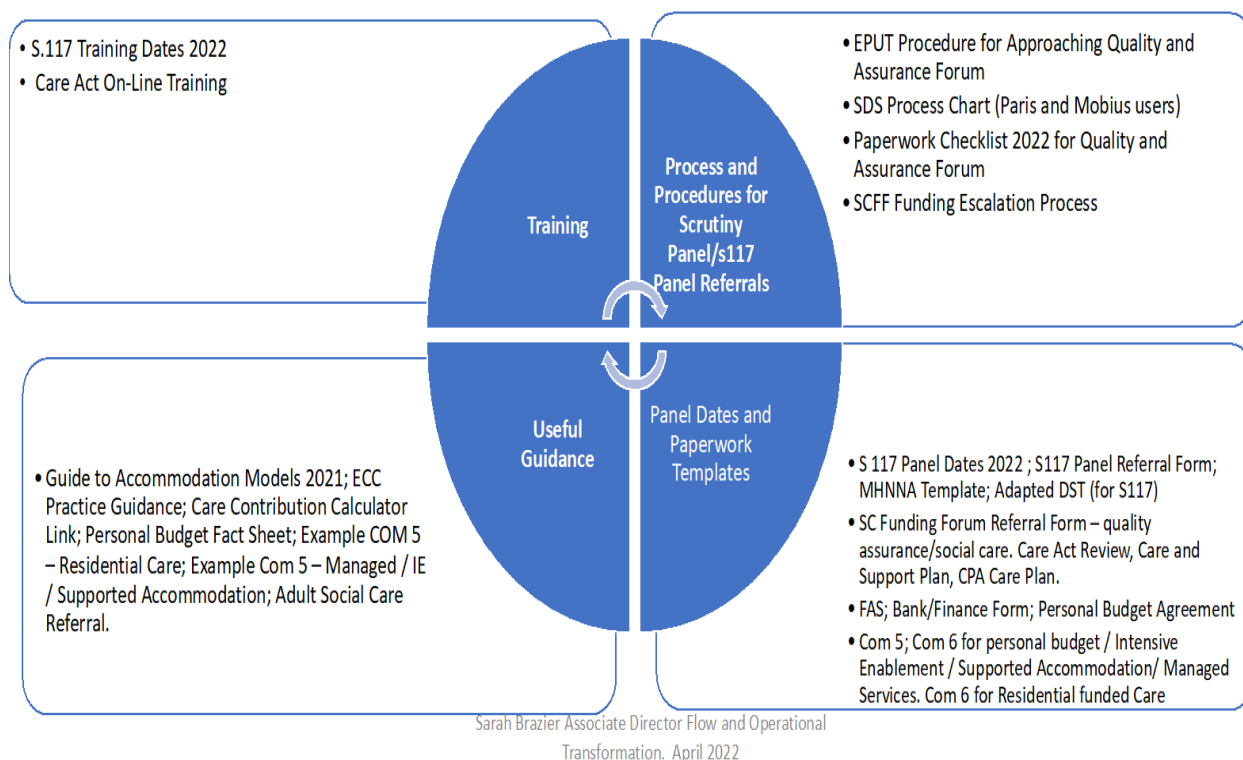 • S.117 Training Dates 2022
• Care Act On-Line Training
Training
Process and
Procedures for
Scrutiny
Panel/s117
Panel Referrals
• EPUT Procedure for Approaching Quality and
Assurance Forum
• SDS Process Chart (Paris and Mobius users)
• Paperwork Checklist 2022 for Quality and
Assurance Forum
• SCFF Funding Escalation Process
• Guide to Accommodation Models 2021; ECC
Practice Guidance; Care Contribution Calculator
Link; Personal Budget Fact Sheet; Example COM 5
– Residential Care; Example Com 5 – Managed / IE
/ Supported Accommodation; Adult Social Care
Referral.
Useful
Guidance
Panel Dates and
Paperwork
Templates
• S 117 Panel Dates 2022 ; S117 Panel Referral Form;
MHNNA Template; Adapted DST (for S117)
• SC Funding Forum Referral Form – quality
assurance/social care. Care Act Review, Care and
Support Plan, CPA Care Plan.
• FAS; Bank/Finance Form; Personal Budget Agreement
• Com 5; Com 6 for personal budget / Intensive
Enablement / Supported Accommodation/ Managed
Services. Com 6 for Residential funded Care
Sarah Brazier Associate Director Flow and Operational
Transformation. April 2022